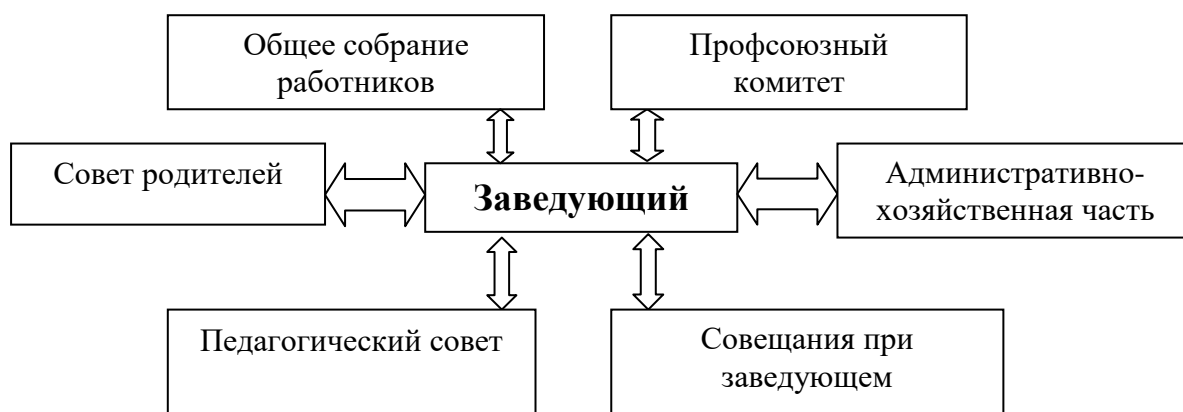 Общее собрание
работников
Профсоюзный
комитет
Совет родителей
Заведующий
Административно-
хозяйственная часть
Педагогический совет
Совещания при
заведующем